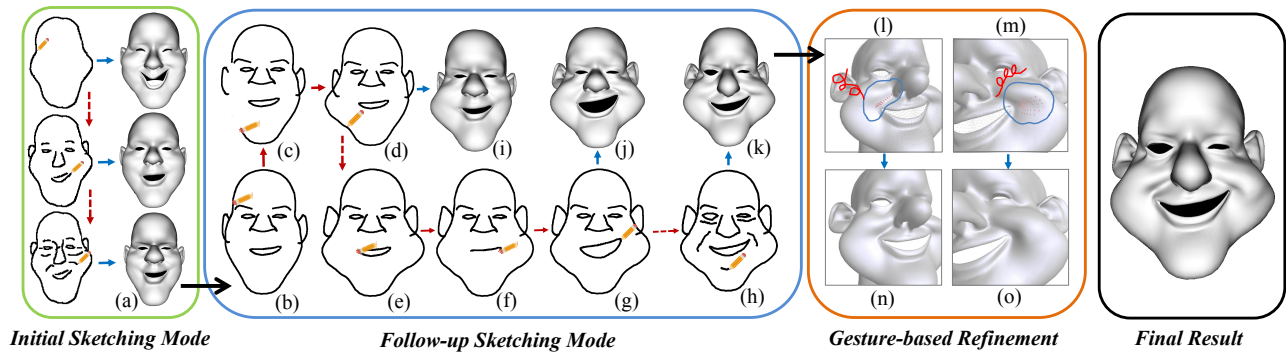 (l) (m)
(c) (d) (i) (j) (k)
(a) (b) (e) (f) (g) (h) (n) (o)
Initial Sketching Mode Follow-up Sketching Mode Gesture-based Refinement Final Result